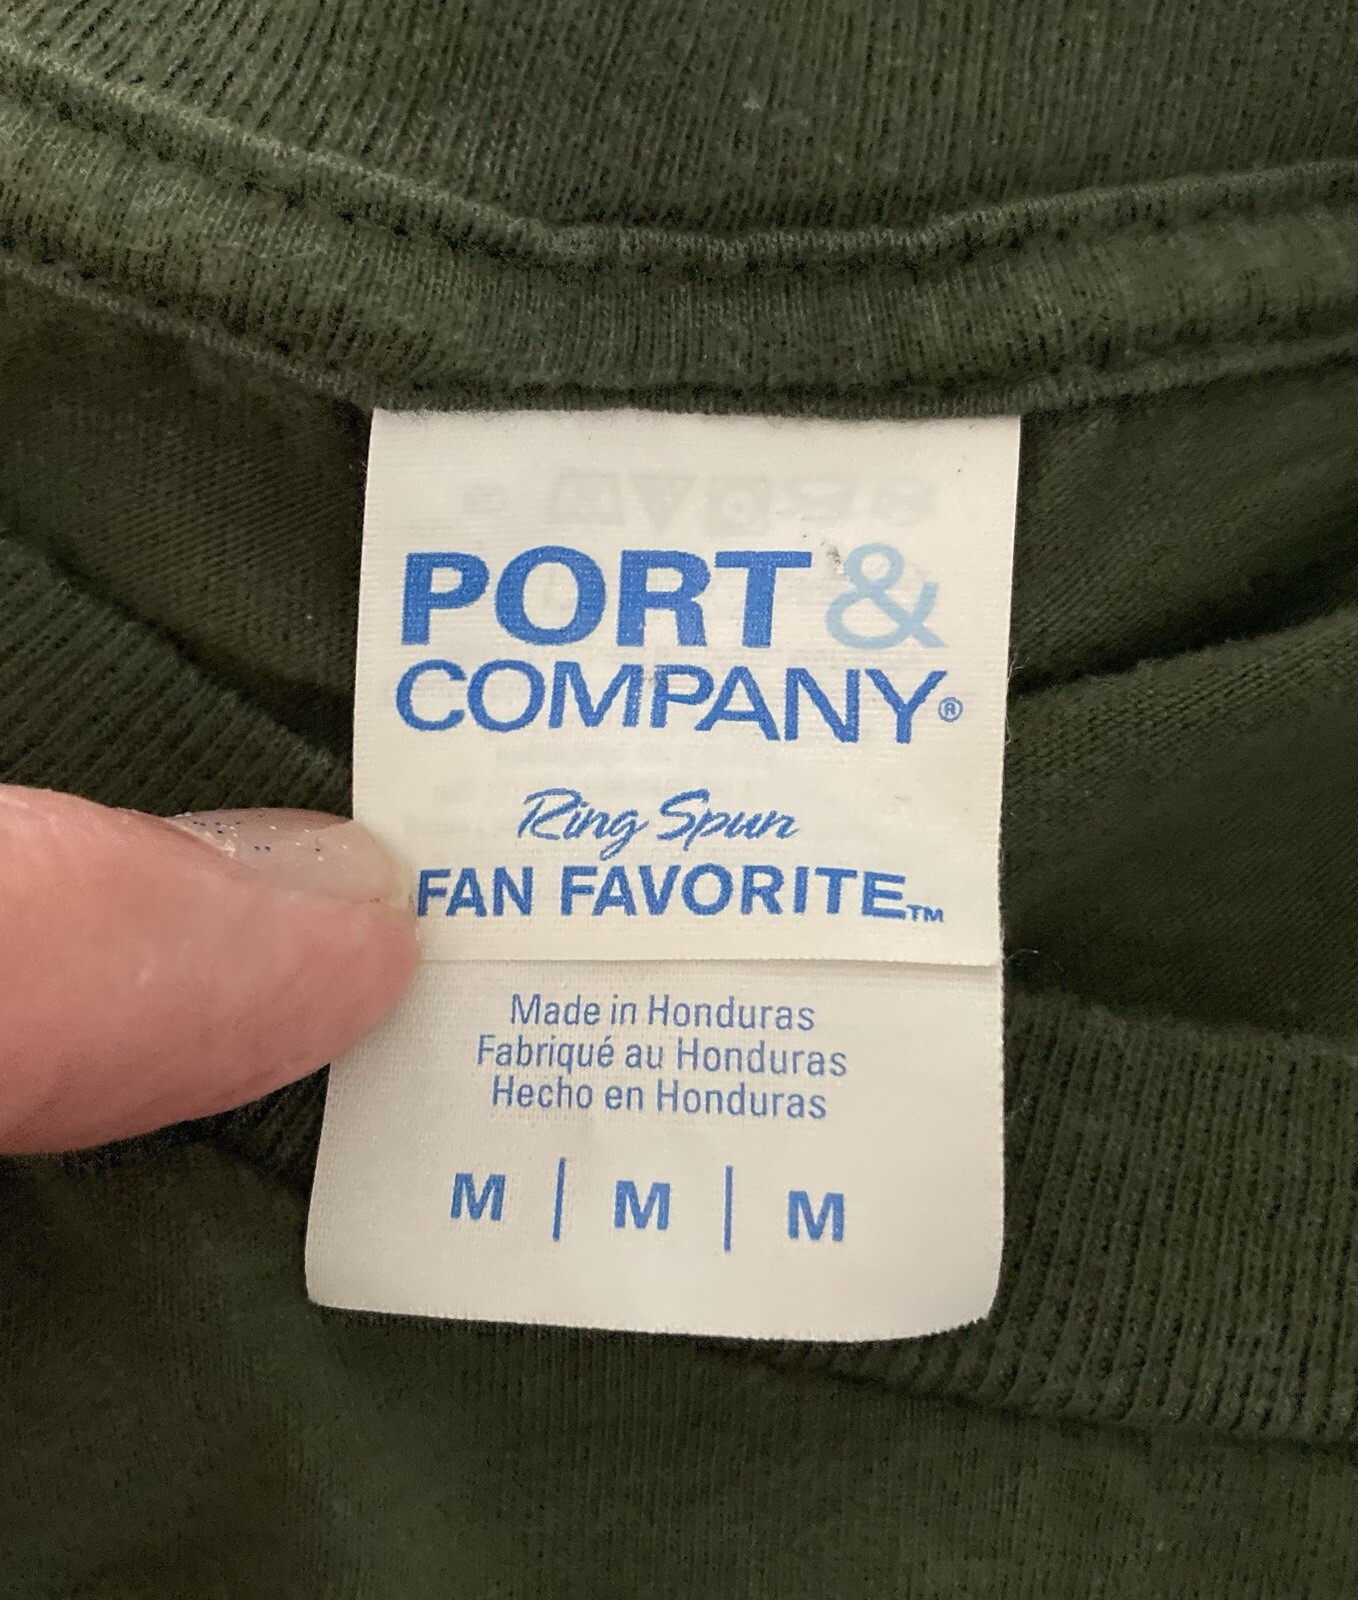 PORT &
COMPANY®
Ring Spun
FAN FAVORITE™
Made in Honduras
Fabriqué au Honduras
Hecho en Honduras
M | M | M